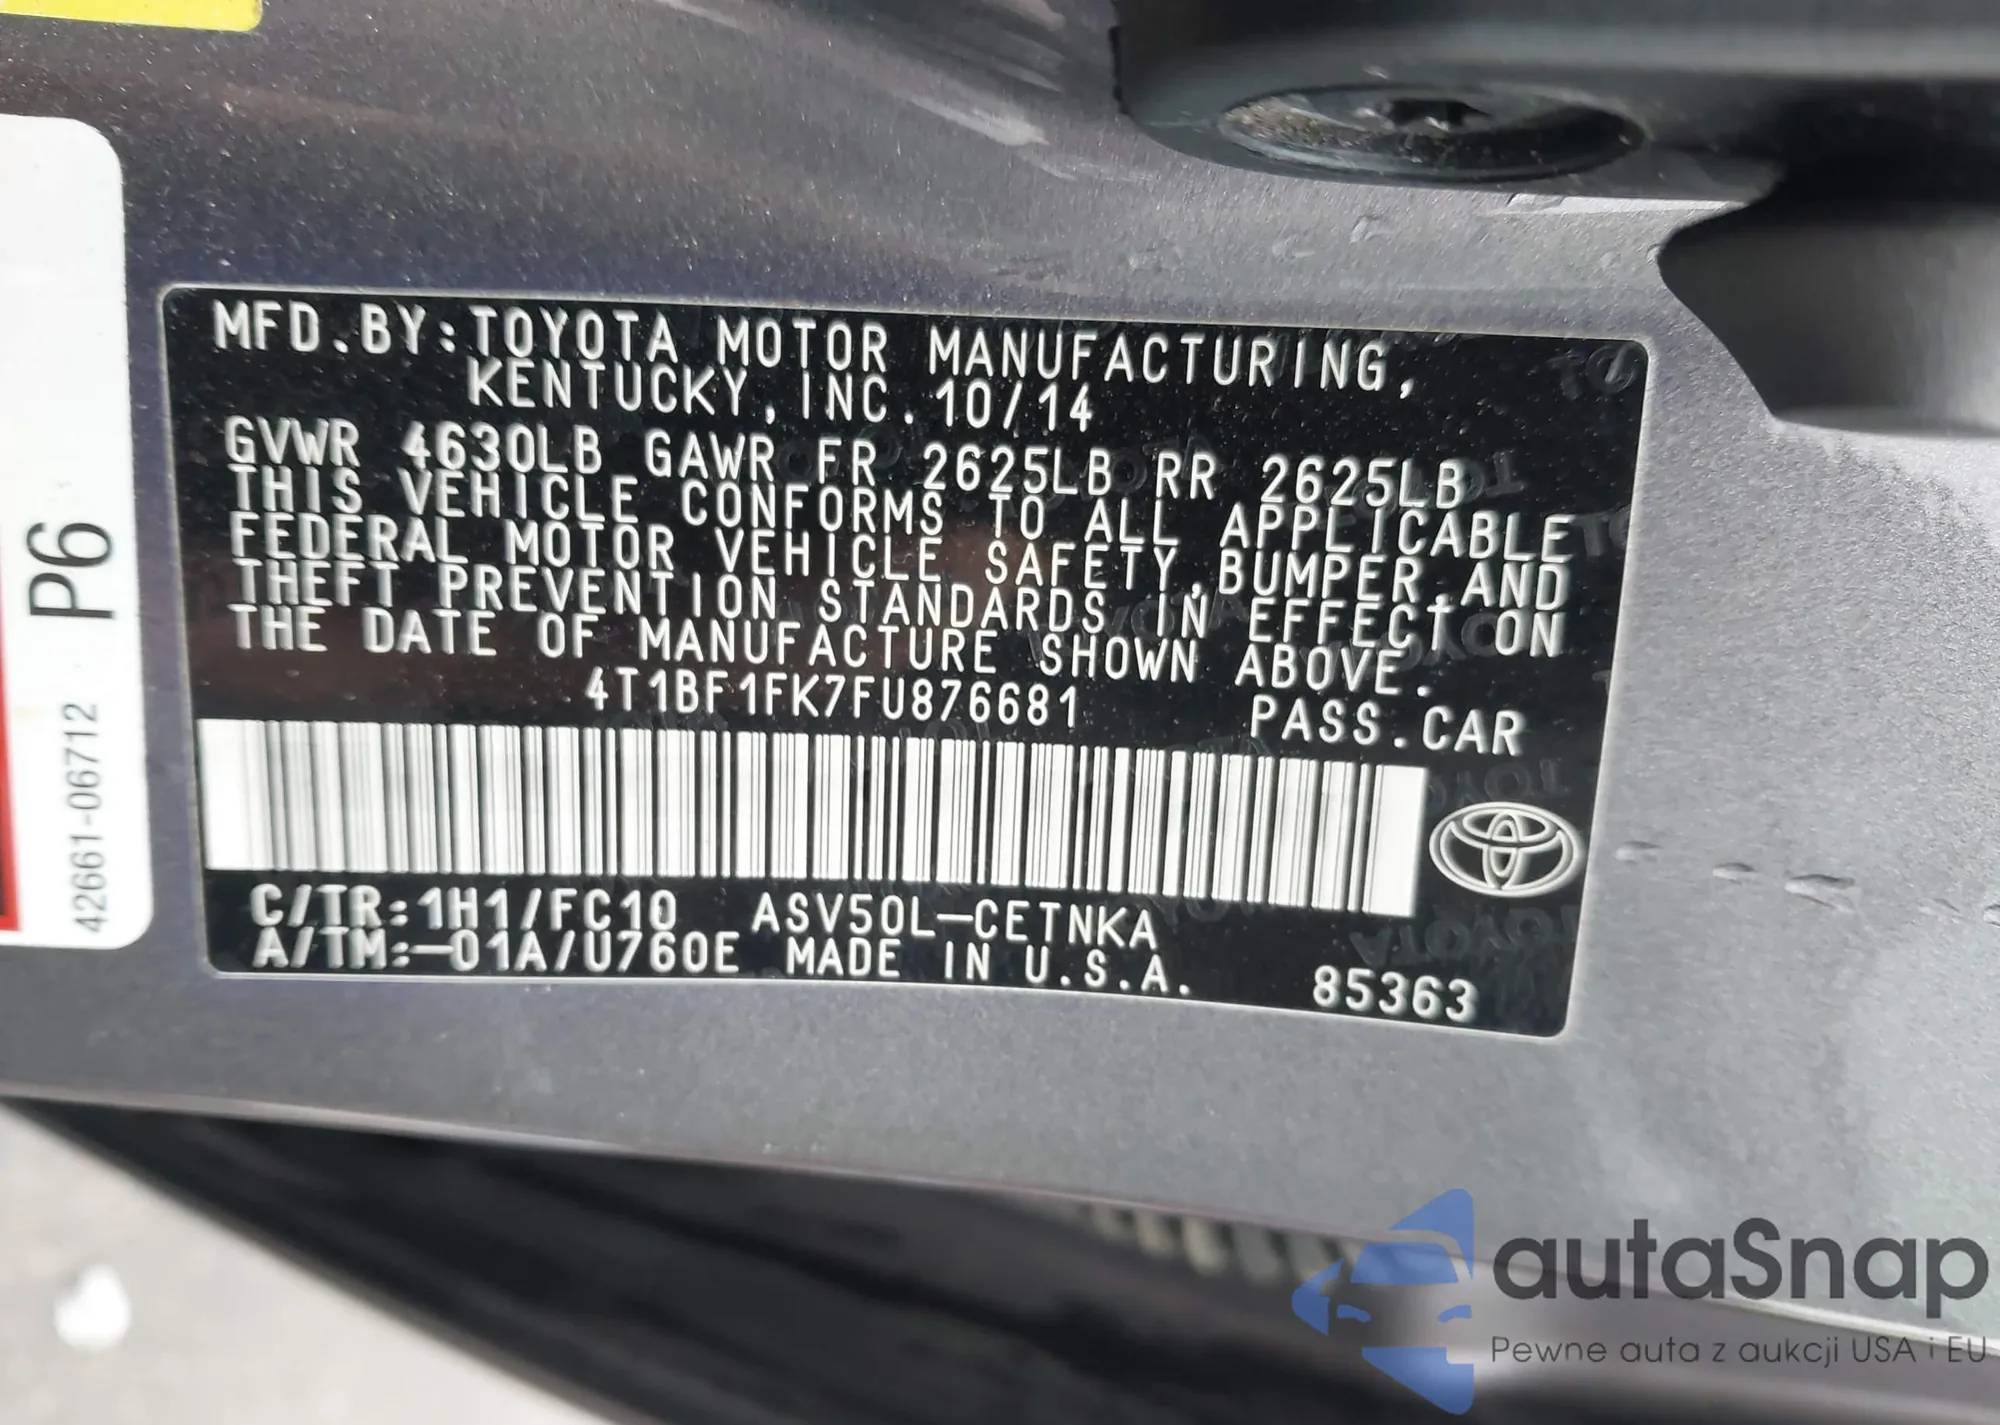 MFD.BY:TOYOTA MOTOR MANUFACTURING,
KENTUCKY,INC.10/14
GVWR 4630LB GAWR FR 2625LB RR 2625LB
THIS VEHICLE CONFORMS TO ALL APPLICABLE
FEDERAL MOTOR VEHICLE SAFETY,BUMPER,AND
THEFT PREVENTION STANDARDS IN EFFECT ON
THE DATE OF MANUFACTURE SHOWN ABOVE.
4T1BF1FK7FU876681 PASS.CAR
C/TR:1H1/FC10 ASV50L-CETNKA
A/TM:-01A/U760E MADE IN U.S.A. 85363
P6
42661-06712
autaSnap
Pewne auta z aukcji USA i EU